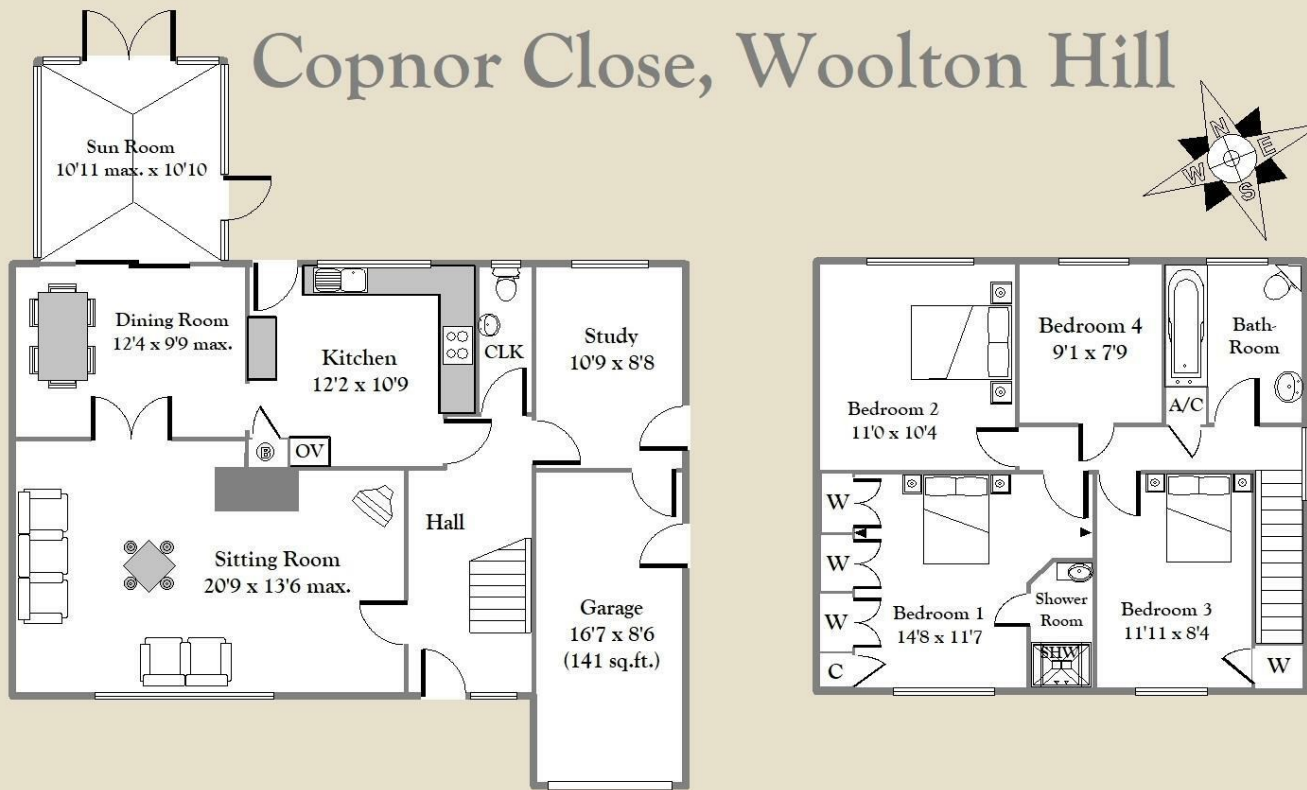 Copnor Close, Woolton Hill
N
E
S
W
Sun Room
10'11 max. x 10'10
Dining Room
12'4 x 9'9 max.
Kitchen
12'2 x 10'9
CLK
Study
10'9 x 8'8
B
OV
Hall
Sitting Room
20'9 x 13'6 max.
Garage
16'7 x 8'6
(141 sq.ft.)
Bedroom 2
11'0 x 10'4
Bedroom 4
9'1 x 7'9
Bath-
Room
A/C
W
W
W
C
Bedroom 1
14'8 x 11'7
Shower
Room
SHW
Bedroom 3
11'11 x 8'4
W